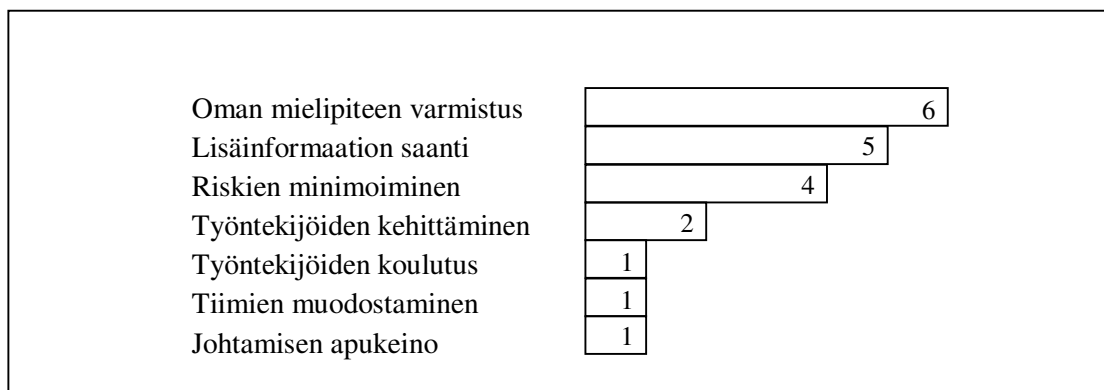 Oman mielipiteen varmistus 6
Lisäinformaation saanti 5
Riskien minimoiminen 4
Työntekijöiden kehittäminen 2
Työntekijöiden koulutus 1
Tiimien muodostaminen 1
Johtamisen apukeino 1